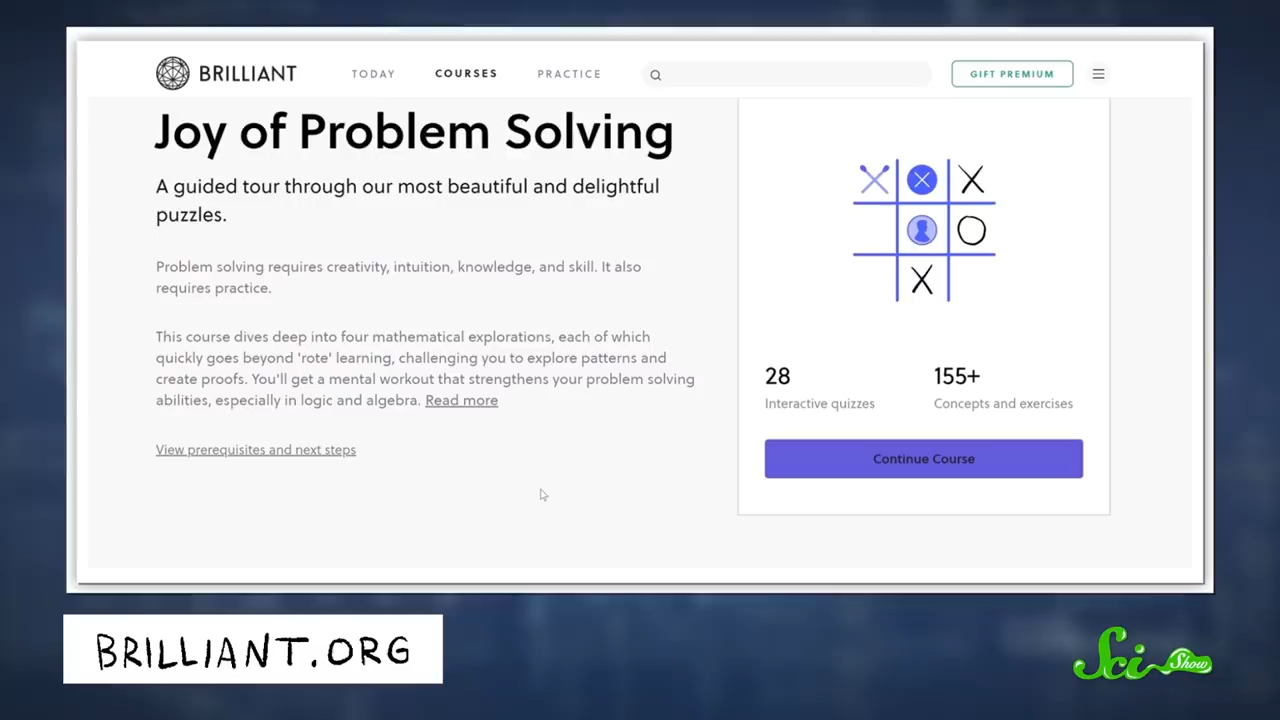 BRILLIANT
TODAY
COURSES
PRACTICE
GIFT PREMIUM
Joy of Problem Solving
A guided tour through our most beautiful and delightful
puzzles.
Problem solving requires creativity, intuition, knowledge, and skill. It also
requires practice.
This course dives deep into four mathematical explorations, each of which
quickly goes beyond 'rote' learning, challenging you to explore patterns and
create proofs. You'll get a mental workout that strengthens your problem solving
abilities, especially in logic and algebra. Read more
View prerequisites and next steps
X
O
X
28
Interactive quizzes
155+
Concepts and exercises
Continue Course
BRILLIANT.ORG
Sci Show